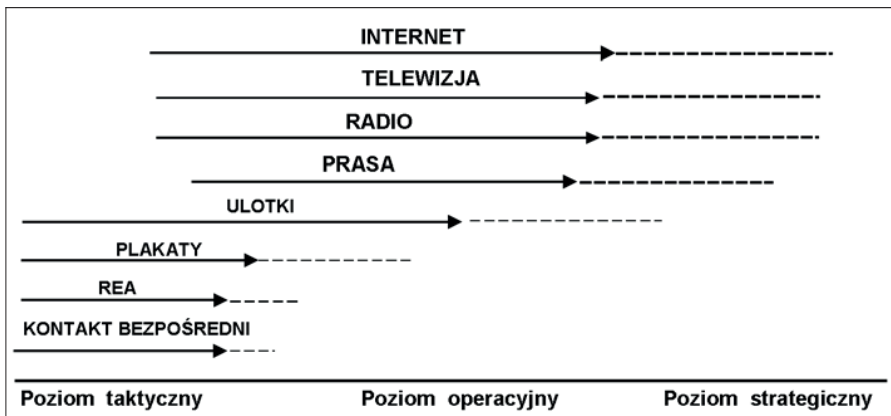 INTERNET
TELEWIZJA
RADIO
PRASA
ULOTKI
PLAKATY
REA
KONTAKT BEZPOŚREDNI
Poziom taktyczny Poziom operacyjny Poziom strategiczny